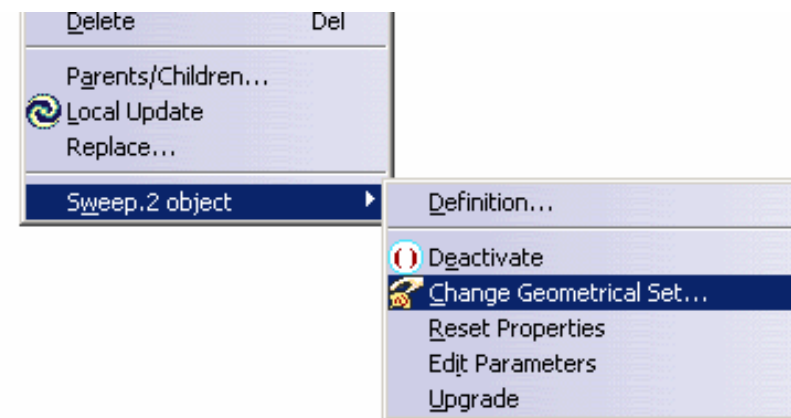 Delete Del
Parents/Children...
Local Update
Replace...
Sweep.2 object
Definition...
Deactivate
Change Geometrical Set...
Reset Properties
Edit Parameters
Upgrade